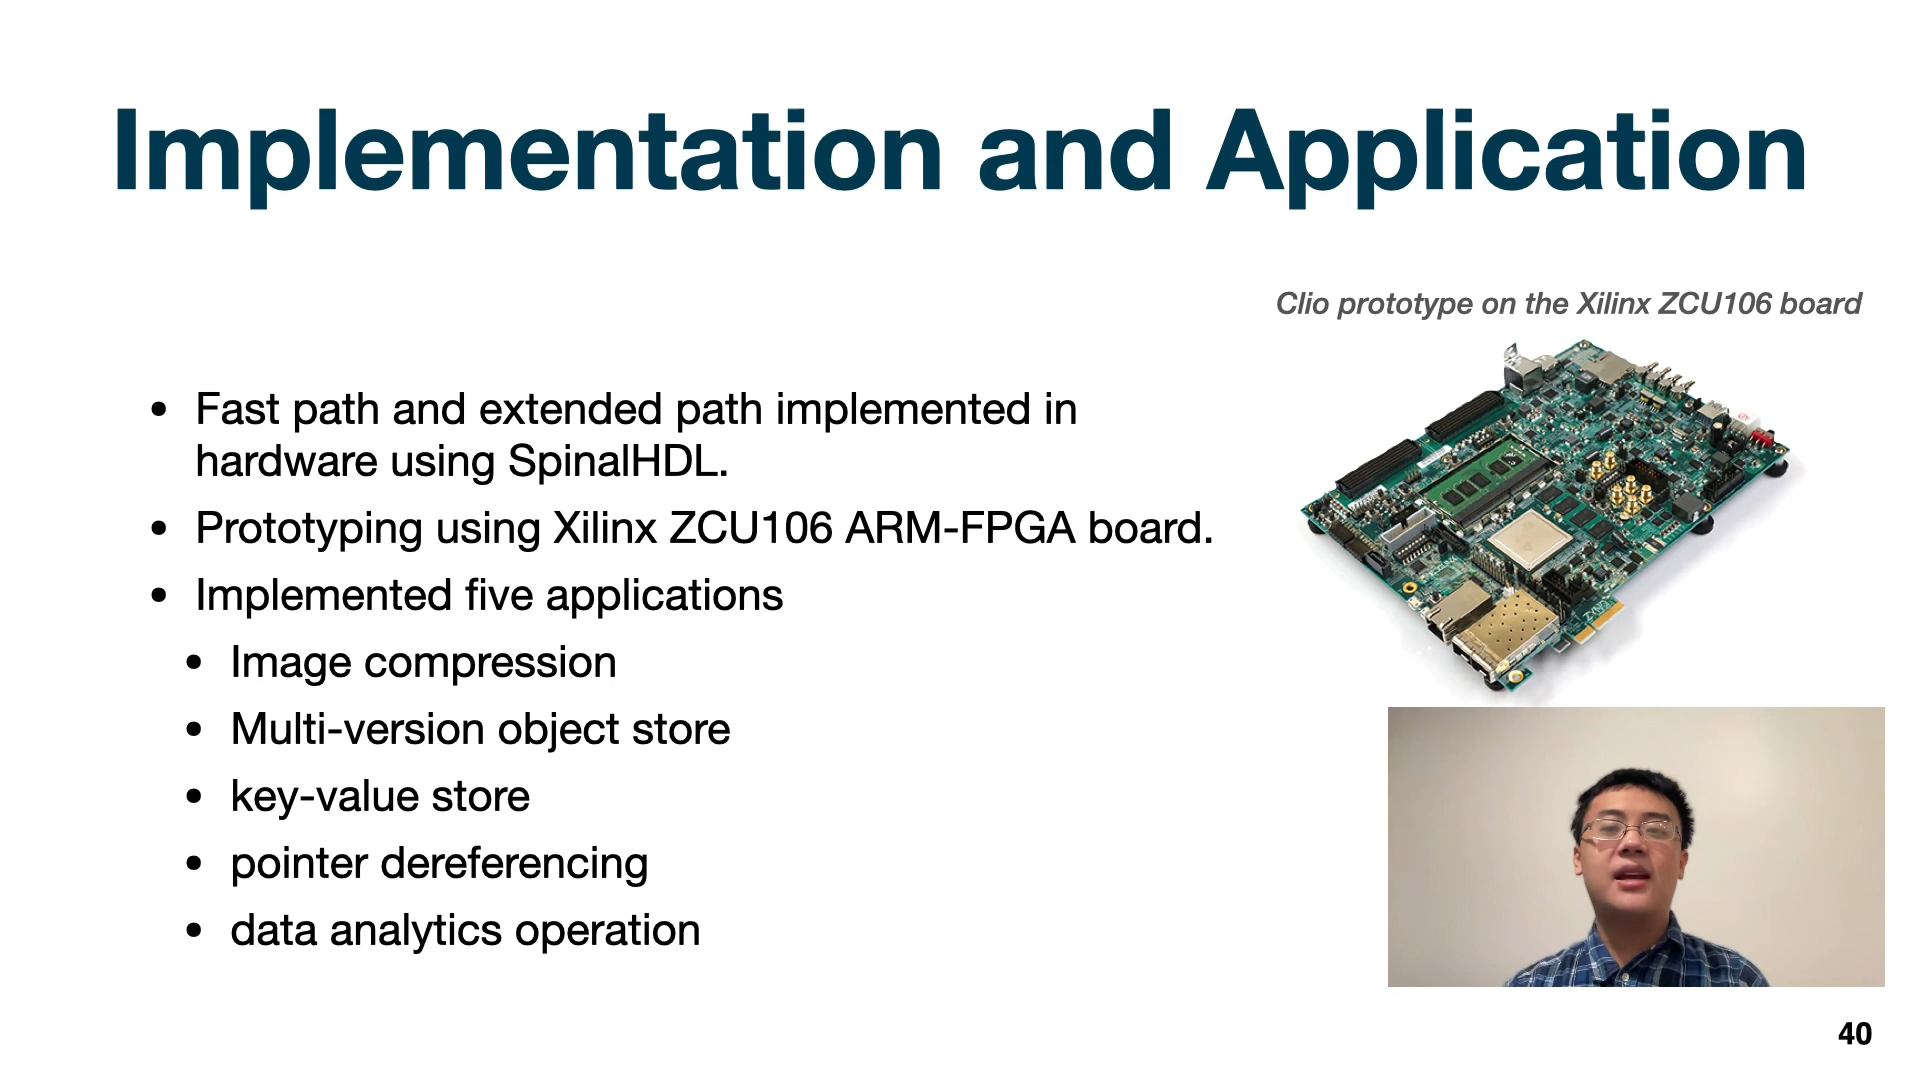 Implementation and Application
Clio prototype on the Xilinx ZCU106 board
• Fast path and extended path implemented in
hardware using SpinalHDL.
• Prototyping using Xilinx ZCU106 ARM-FPGA board.
• Implemented five applications
• Image compression
• Multi-version object store
• key-value store
• pointer dereferencing
• data analytics operation
40